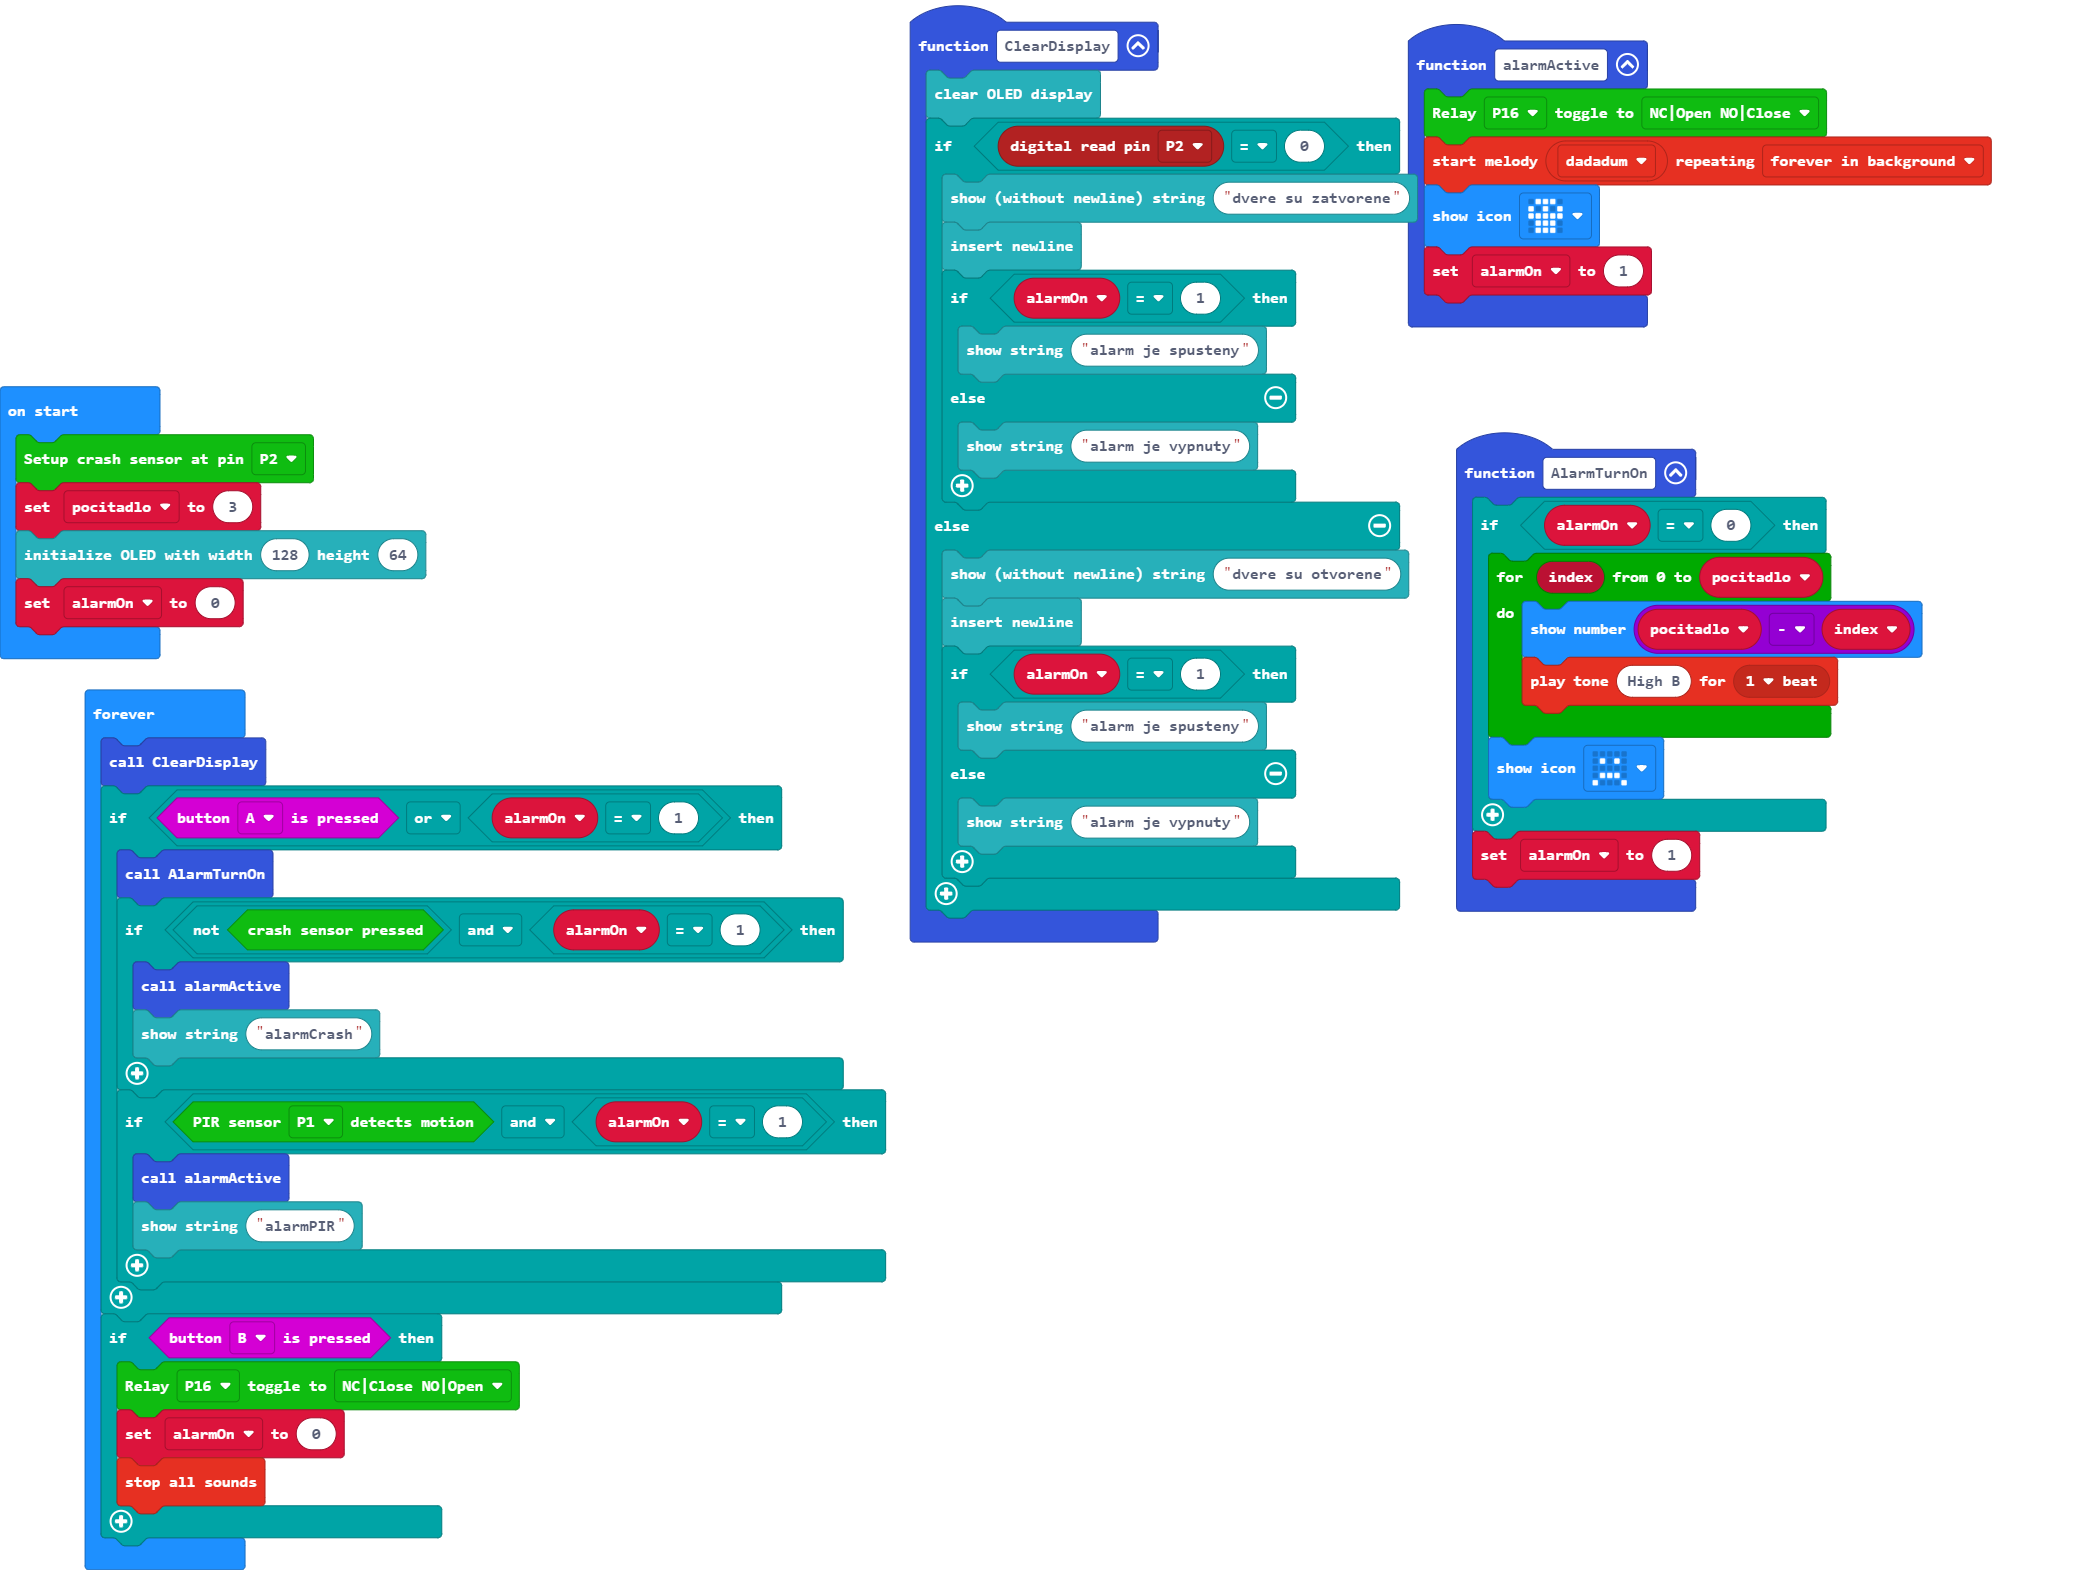 on start
Setup crash sensor at pin P2
set pocitadlo to 3
initialize OLED with width 128 height 64
set alarmOn to 0
forever
call ClearDisplay
if button A is pressed or alarmOn = 1 then
call AlarmTurnOn
if not crash sensor pressed and alarmOn = 1 then
call alarmActive
show string "alarmCrash"
if PIR sensor P1 detects motion and alarmOn = 1 then
call alarmActive
show string "alarmPIR"
if button B is pressed then
Relay P16 toggle to NC|Close NO|Open
set alarmOn to 0
stop all sounds
function ClearDisplay
clear OLED display
if digital read pin P2 = 0 then
show (without newline) string "dvere su zatvorene"
insert newline
if alarmOn = 1 then
show string "alarm je spusteny"
else
show string "alarm je vypnuty"
else
show (without newline) string "dvere su otvorene"
insert newline
if alarmOn = 1 then
show string "alarm je spusteny"
else
show string "alarm je vypnuty"
function alarmActive
Relay P16 toggle to NC|Open NO|Close
start melody dadadum repeating forever in background
show icon
set alarmOn to 1
function AlarmTurnOn
if alarmOn = 0 then
for index from 0 to pocitadlo
do
show number pocitadlo - index
play tone High B for 1 beat
show icon
set alarmOn to 1